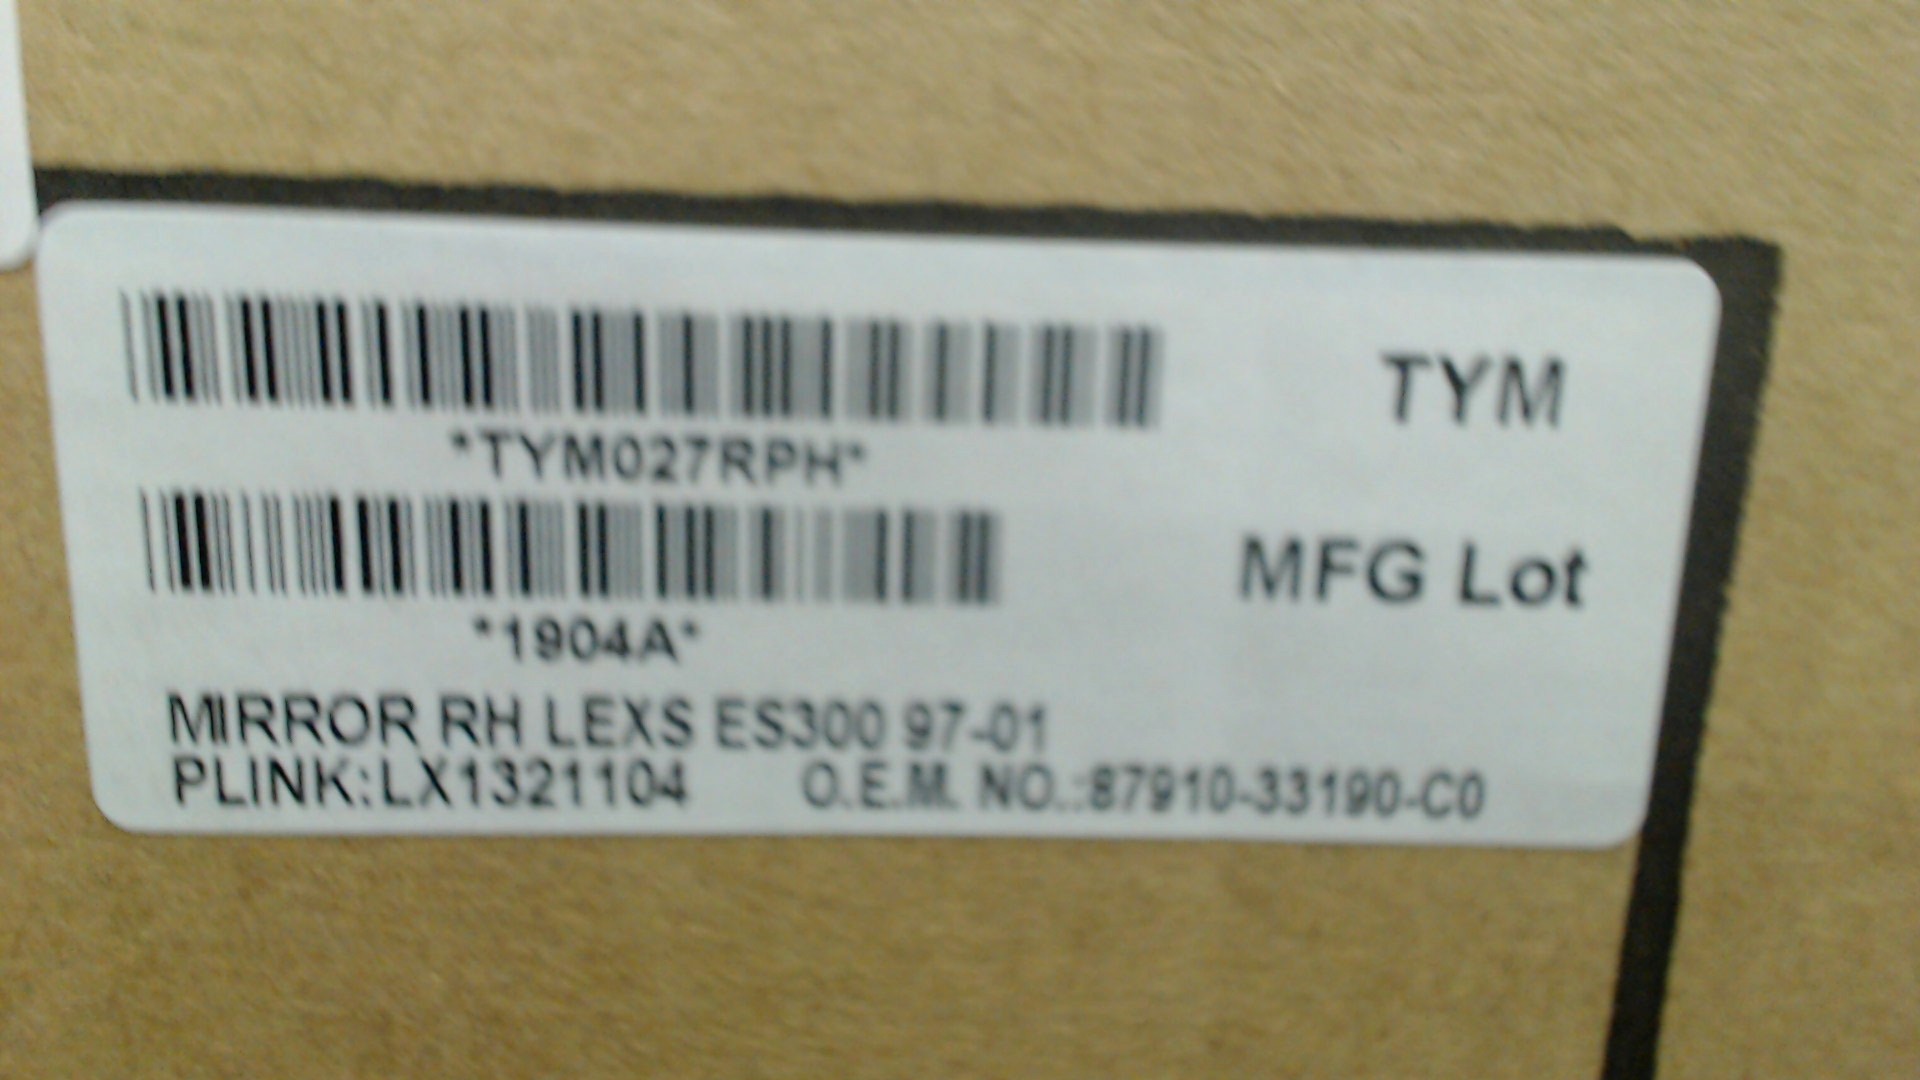 TYM
*TYM027RPH*
MFG Lot
*1904A*
MIRROR RH LEXS ES300 97-01
PLINK:LX1321104 O.E.M. NO.:87910-33190-C0